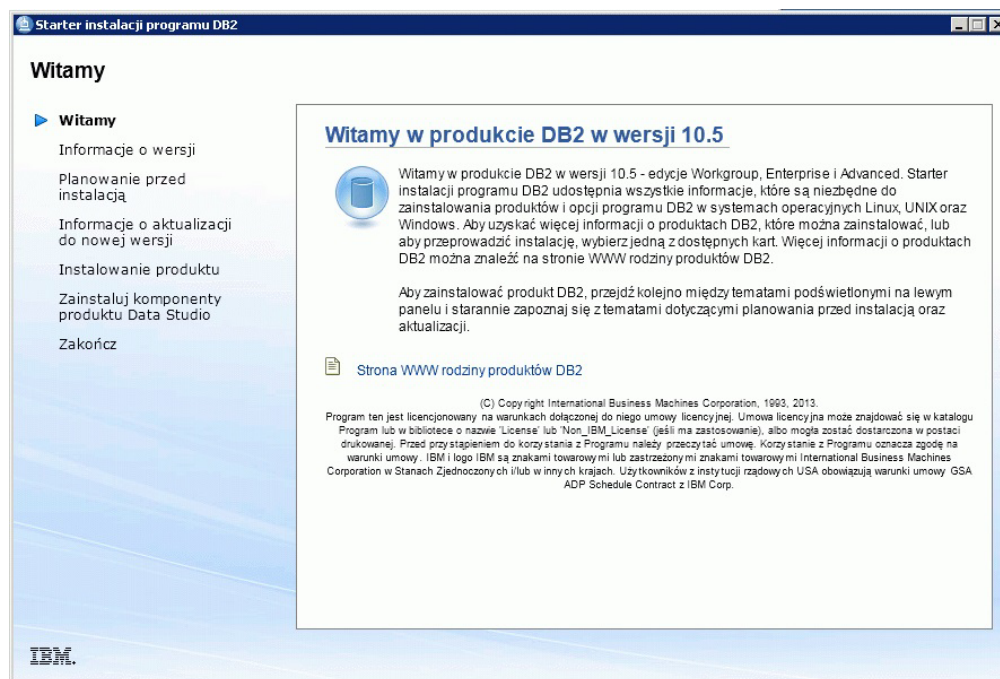 Starter instalacji programu DB2
Witamy
Witamy
Informacje o wersji
Planowanie przed
instalacją
Informacje o aktualizacji
do nowej wersji
Instalowanie produktu
Zainstaluj komponenty
produktu Data Studio
Zakończ
Witamy w produkcie DB2 w wersji 10.5
Witamy w produkcie DB2 w wersji 10.5 - edycje Workgroup, Enterprise i Advanced. Starter
instalacji programu DB2 udostępnia wszystkie informacje, które są niezbędne do
zainstalowania produktów i opcji programu DB2 w systemach operacyjnych Linux, UNIX oraz
Windows. Aby uzyskać więcej informacji o produktach DB2, które można zainstalować, lub
aby przeprowadzić instalację, wybierz jedną z dostępnych kart. Więcej informacji o produktach
DB2 można znaleźć na stronie WWW rodziny produktów DB2.
Aby zainstalować produkt DB2, przejdź kolejno między tematami podświetlonymi na lewym
panelu i starannie zapoznaj się z tematami dotyczącymi planowania przed instalacją oraz
aktualizacji.
Strona WWW rodziny produktów DB2
(C) Copyright International Business Machines Corporation, 1993, 2013.
Program ten jest licencjonowany na warunkach dołączonej do niego umowy licencyjnej. Umowa licencyjna może znajdować się w katalogu
Program lub w bibliotece o nazwie 'License' lub 'Non_IBM_License' (jeśli ma zastosowanie), albo mogła zostać dostarczona w postaci
drukowanej. Przed przystąpieniem do korzystania z Programu należy przeczytać umowę. Korzystanie z Programu oznacza zgodę na
warunki umowy. IBM i logo IBM są znakami towarowymi lub zastrzeżonymi znakami towarowymi International Business Machines
Corporation w Stanach Zjednoczonych i/lub w innych krajach. Użytkowników z instytucji rządowych USA obowiązują warunki umowy GSA
ADP Schedule Contract z IBM Corp.
IBM.